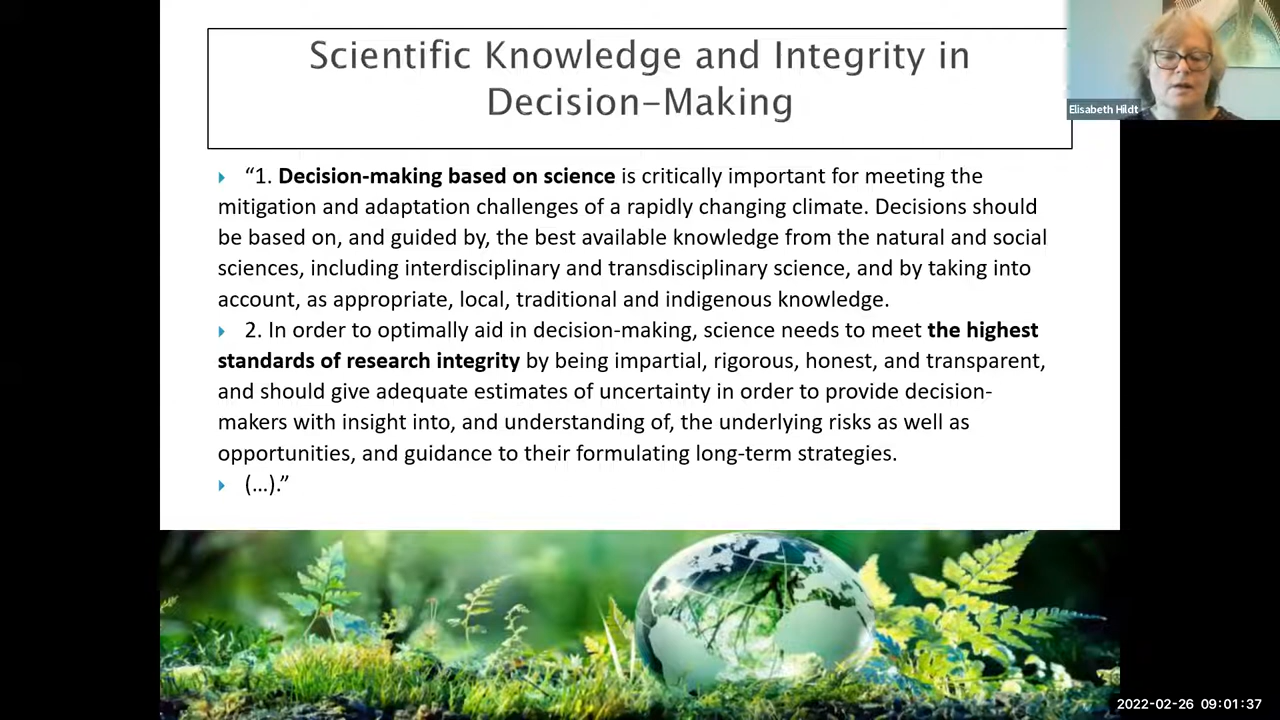 Scientific Knowledge and Integrity in
Decision-Making
Elisabeth Hildt
“1. Decision-making based on science is critically important for meeting the
mitigation and adaptation challenges of a rapidly changing climate. Decisions should
be based on, and guided by, the best available knowledge from the natural and social
sciences, including interdisciplinary and transdisciplinary science, and by taking into
account, as appropriate, local, traditional and indigenous knowledge.
2. In order to optimally aid in decision-making, science needs to meet the highest
standards of research integrity by being impartial, rigorous, honest, and transparent,
and should give adequate estimates of uncertainty in order to provide decision-
makers with insight into, and understanding of, the underlying risks as well as
opportunities, and guidance to their formulating long-term strategies.
(...).”
2022-02-26 09:01:37